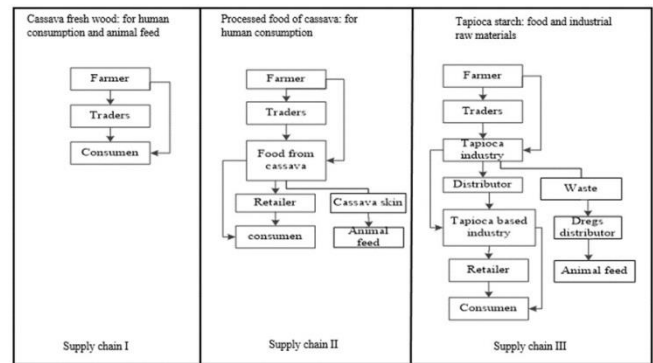 Cassava fresh wood: for human
consumption and animal feed
Farmer
Traders
Consumen
Supply chain I
Processed food of cassava: for
human consumption
Farmer
Traders
Food from
cassava
Retailer
Cassava skin
consumen
Animal
feed
Supply chain II
Tapioca starch: food and industrial
raw materials
Farmer
Traders
Tapioca
industry
Distributor
Waste
Tapioca based
industry
Dregs
distributor
Retailer
Animal feed
Consumen
Supply chain III